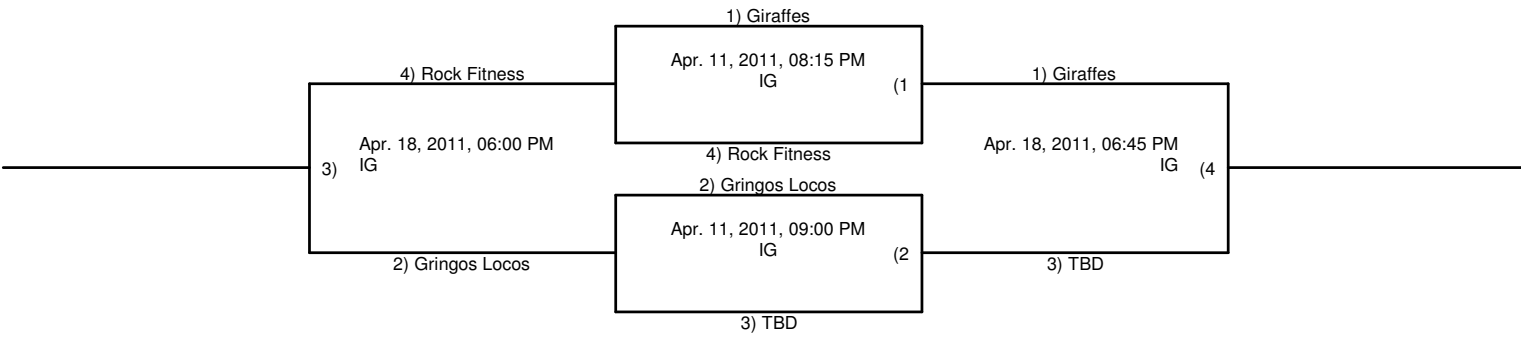 1) Giraffes
Apr. 11, 2011, 08:15 PM
IG
(1
4) Rock Fitness
4) Rock Fitness
1) Giraffes
Apr. 18, 2011, 06:00 PM
IG
3)
Apr. 18, 2011, 06:45 PM
IG
(4
2) Gringos Locos
Apr. 11, 2011, 09:00 PM
IG
(2
2) Gringos Locos
3) TBD
3) TBD